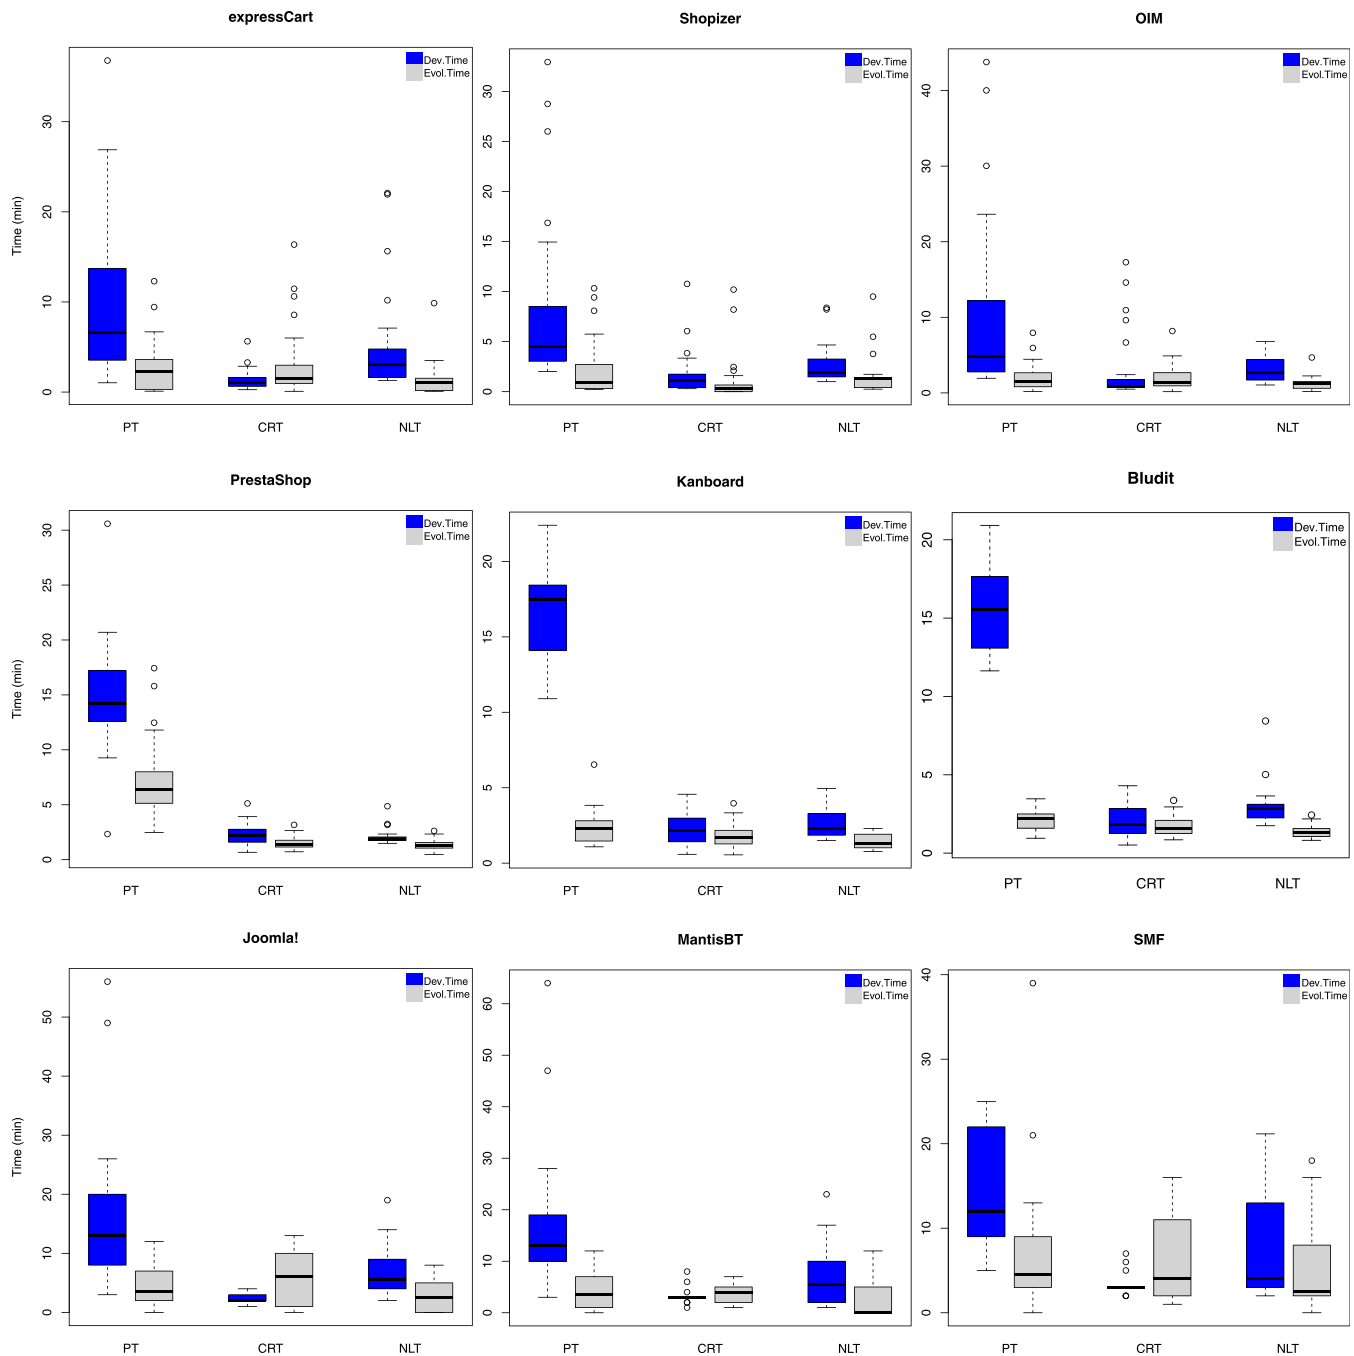 expressCart
Shopizer
OIM
Time (min)
0
10
20
30
Dev.Time
Evol.Time
PT
CRT
NLT
0
5
10
15
20
25
30
Dev.Time
Evol.Time
PT
CRT
NLT
0
10
20
30
40
Dev.Time
Evol.Time
PT
CRT
NLT
PrestaShop
Kanboard
Bludit
Time (min)
0
5
10
15
20
25
30
Dev.Time
Evol.Time
PT
CRT
NLT
0
5
10
15
20
Dev.Time
Evol.Time
PT
CRT
NLT
0
5
10
15
20
Dev.Time
Evol.Time
PT
CRT
NLT
Joomla!
MantisBT
SMF
Time (min)
0
10
20
30
40
50
Dev.Time
Evol.Time
PT
CRT
NLT
0
10
20
30
40
50
60
Dev.Time
Evol.Time
PT
CRT
NLT
0
10
20
30
40
Dev.Time
Evol.Time
PT
CRT
NLT